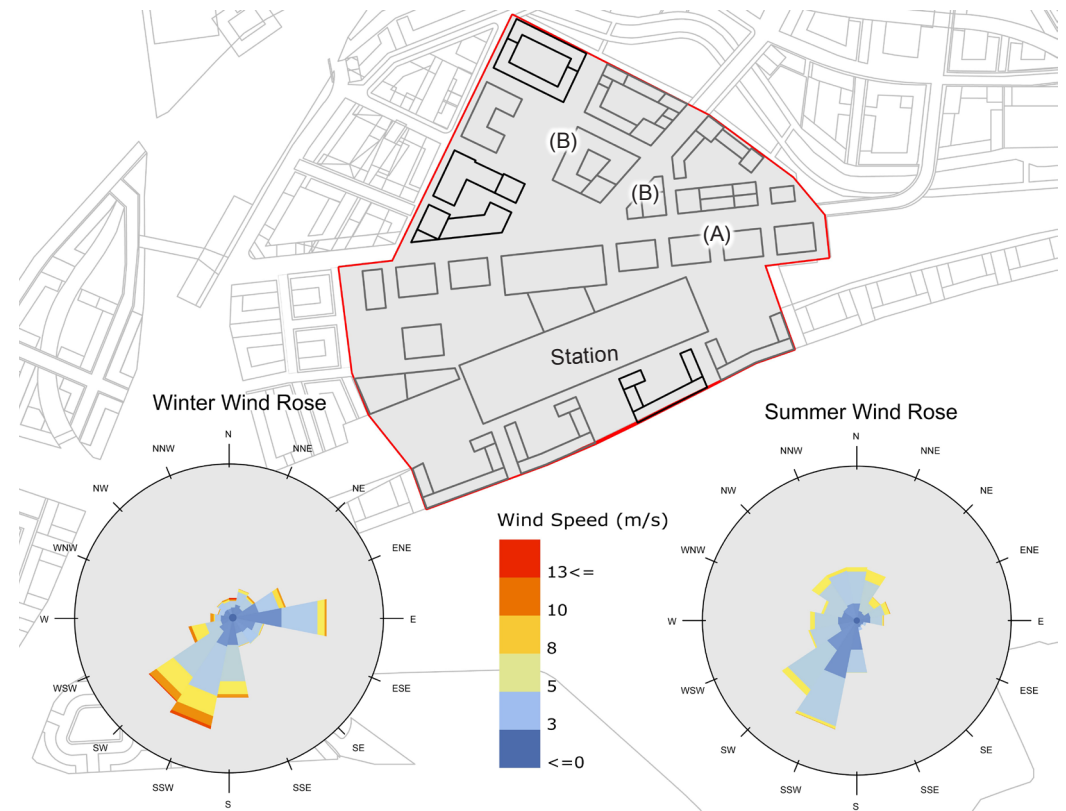 (B)
(B)
(A)
Station
Winter Wind Rose
N
NNE
NE
ENE
E
ESE
SE
SSE
S
SSW
SW
WSW
W
WNW
NW
NNW
Wind Speed (m/s)
13<=
10
8
5
3
<=0
Summer Wind Rose
N
NNE
NE
ENE
E
ESE
SE
SSE
S
SSW
SW
WSW
W
WNW
NW
NNW